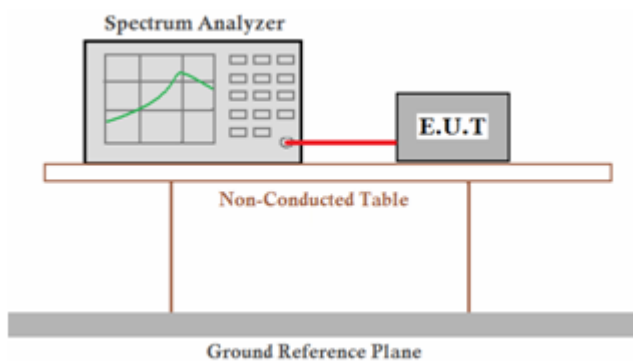 Spectrum Analyzer
E.U.T
Non-Conducted Table
Ground Reference Plane